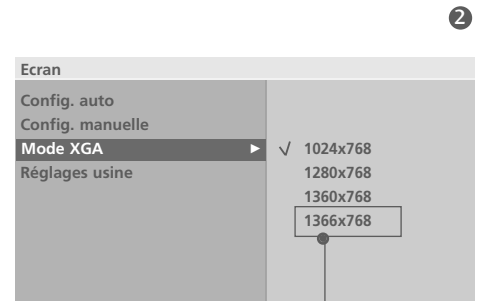 2
Ecran
Config. auto
Config. manuelle
Mode XGA ► √ 1024x768
Réglages usine 1280x768
1360x768
1366x768